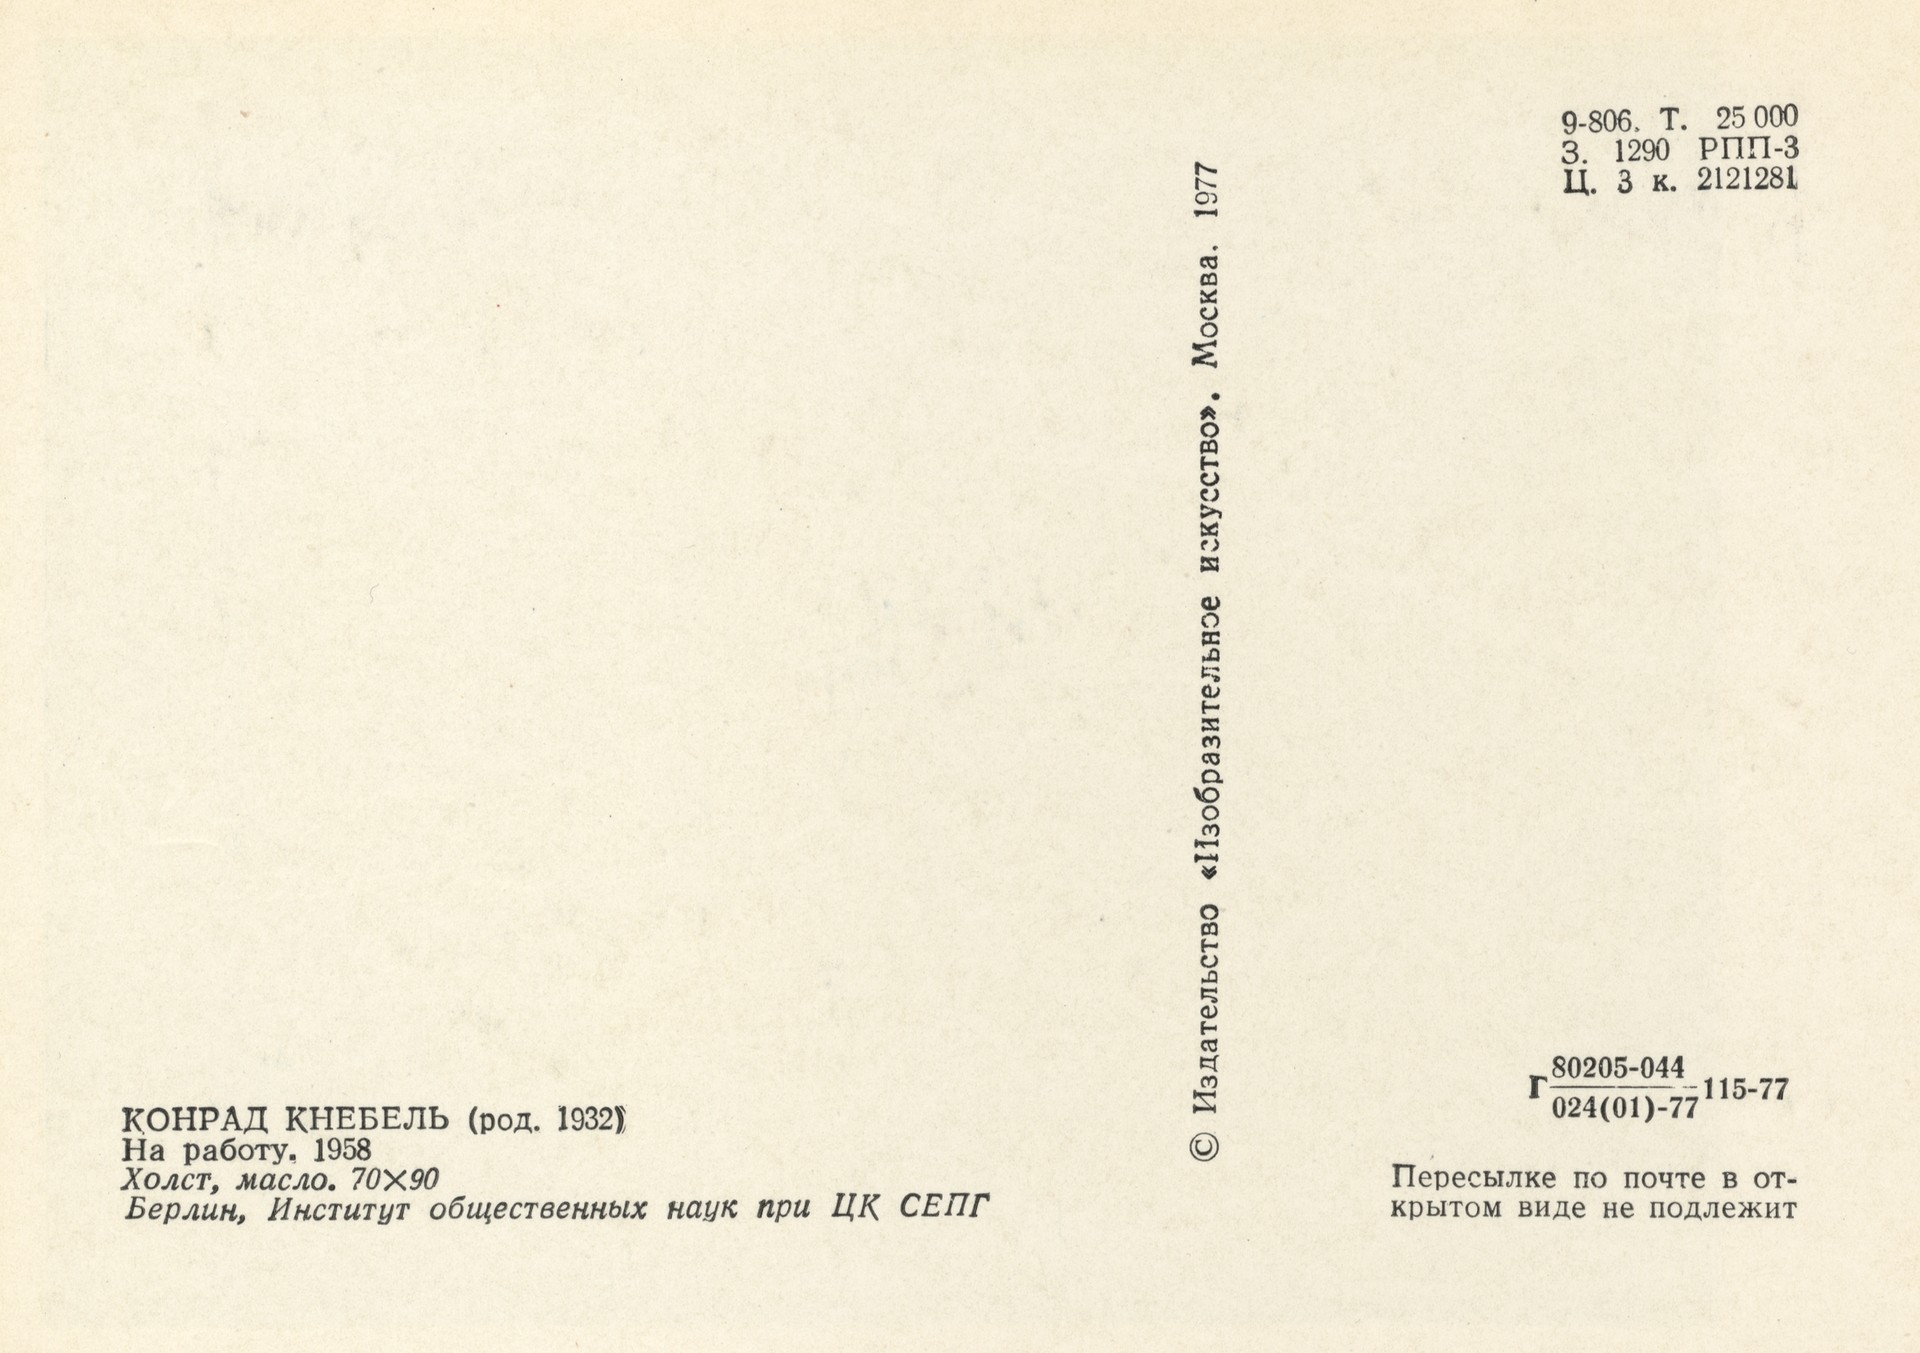 9-806. Т. 25 000
З. 1290 РПП-3
Ц. 3 к. 2121281
© Издательство «Изобразительное искусство». Москва. 1977
КОНРАД КНЕБЕЛЬ (род. 1932)
На работу. 1958
Холст, масло. 70×90
Берлин, Институт общественных наук при ЦК СЕПГ
80205-044
Г 115-77
024(01)-77
Пересылке по почте в от-
крытом виде не подлежит